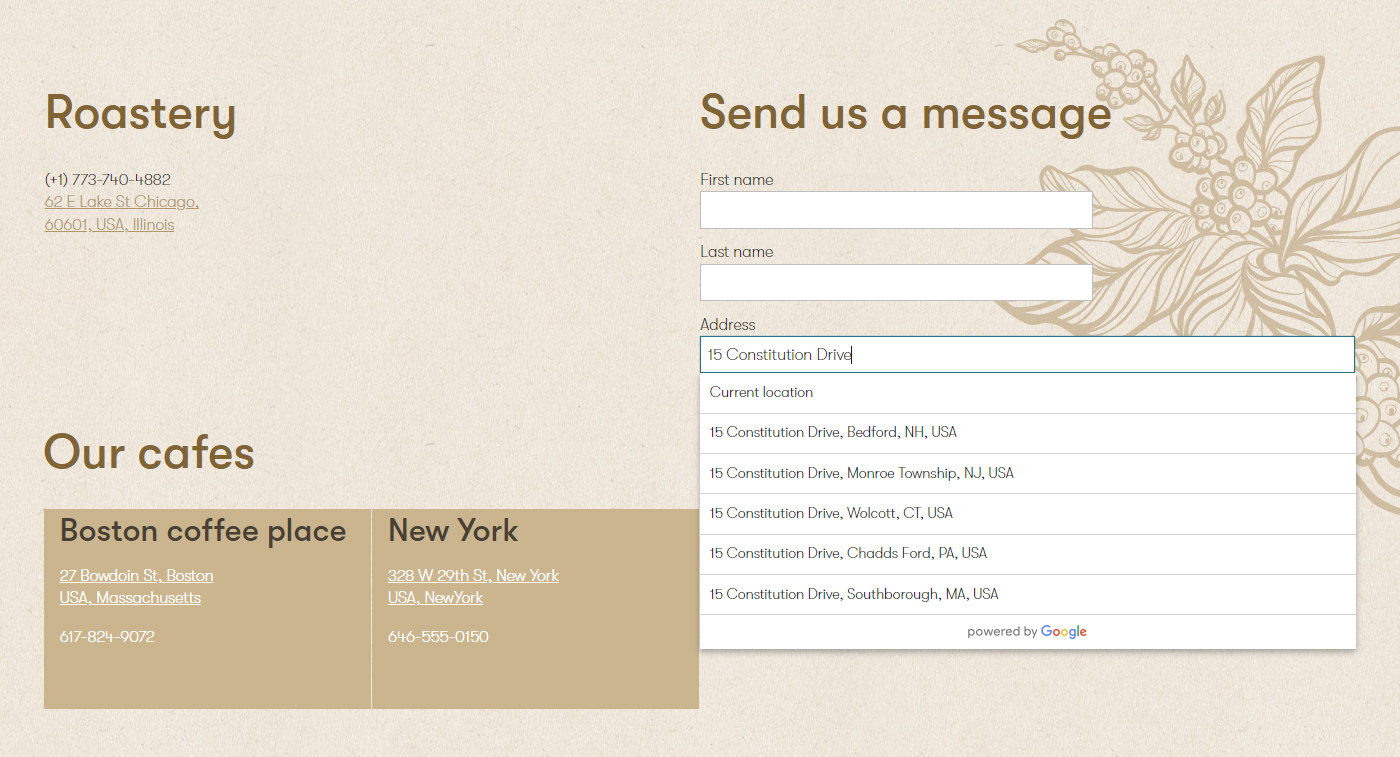 Roastery
(+1) 773-740-4882
62 E Lake St Chicago,
60601, USA, Illinois
Send us a message
First name
Last name
Address
15 Constitution Drive
Current location
15 Constitution Drive, Bedford, NH, USA
15 Constitution Drive, Monroe Township, NJ, USA
15 Constitution Drive, Wolcott, CT, USA
15 Constitution Drive, Chadds Ford, PA, USA
15 Constitution Drive, Southborough, MA, USA
powered by Google
Our cafes
Boston coffee place
27 Bowdoin St, Boston
USA, Massachusetts
617-824-9072
New York
328 W 29th St, New York
USA, NewYork
646-555-0150